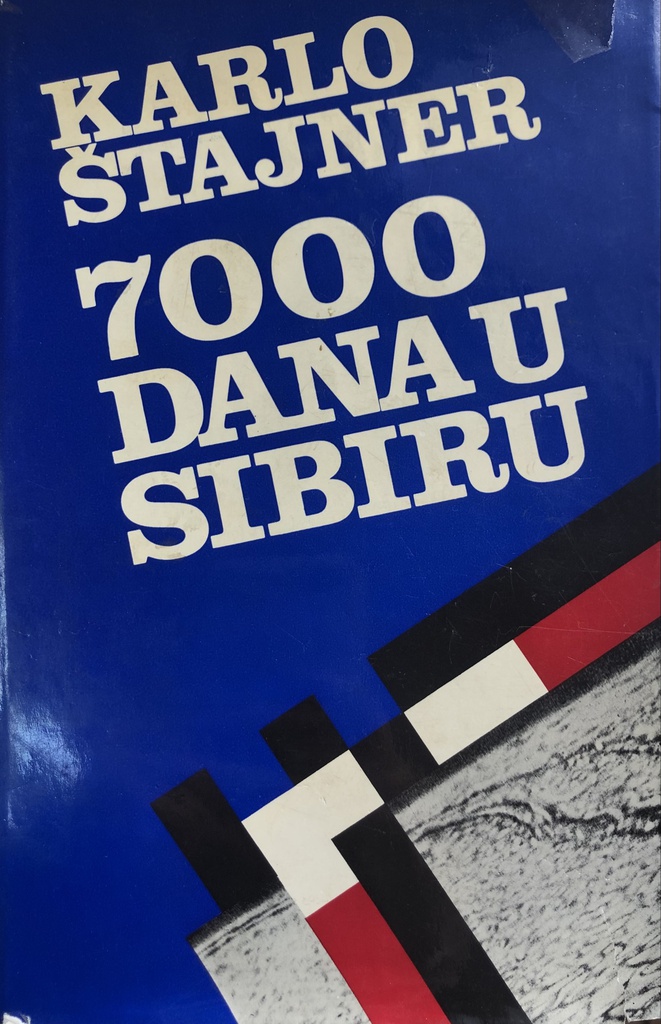 KARLO
ŠTAJNER
7000
DANA U
SIBIRU